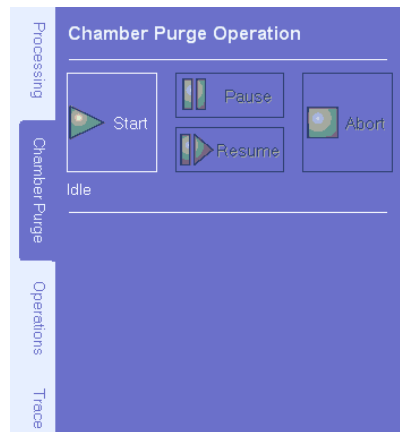 Processing
Chamber Purge
Operations
Trace
Chamber Purge Operation
Start
Pause
Resume
Abort
Idle